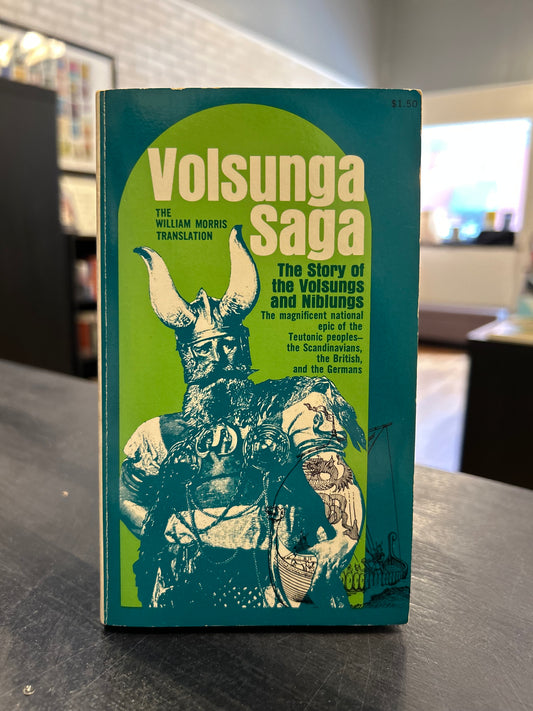 $1.50
Volsunga
Saga
THE
WILLIAM MORRIS
TRANSLATION
The Story of
the Volsungs
and Niblungs
The magnificent national
epic of the
Teutonic peoples—
the Scandinavians,
the British,
and the Germans